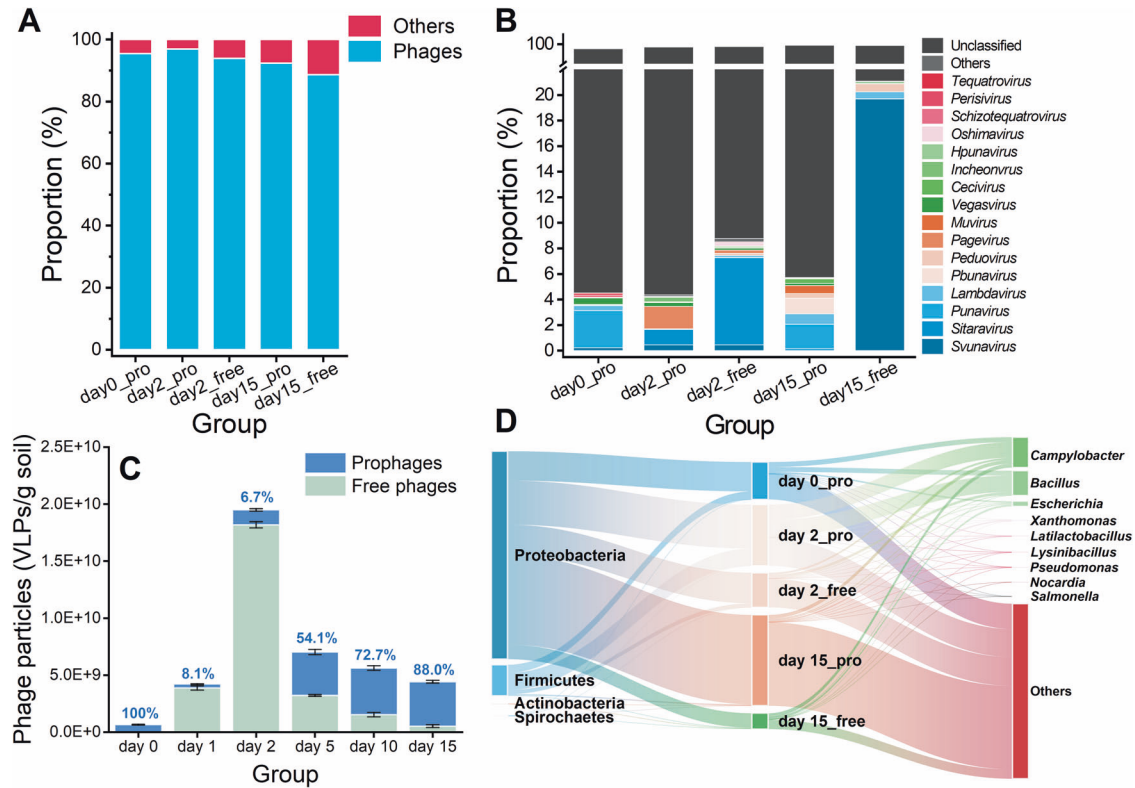 A
Others
Phages
Proportion (%)
100
80
60
40
20
0
day0_pro
day2_pro
day2_free
day15_pro
day15_free
Group
B
Proportion (%)
100
20
18
16
14
12
10
8
6
4
2
0
day0_pro
day2_pro
day2_free
day15_pro
day15_free
Group
Unclassified
Others
Tequatrovirus
Perisivirus
Schizotequatrovirus
Oshimavirus
Hpunavirus
Incheonvrus
Cecivirus
Vegasvirus
Muvirus
Pagevirus
Peduovirus
Pbunavirus
Lambdavirus
Punavirus
Sitaravirus
Svunavirus
C
Prophages
Free phages
Phage particles (VLPs/g soil)
2.5E+10
2.0E+10
1.5E+10
1.0E+10
5.0E+9
0.0E+0
100%
8.1%
6.7%
54.1%
72.7%
88.0%
day 0
day 1
day 2
day 5
day 10
day 15
Group
D
Proteobacteria
Firmicutes
Actinobacteria
Spirochaetes
day 0_pro
day 2_pro
day 2_free
day 15_pro
day 15_free
Campylobacter
Bacillus
Escherichia
Xanthomonas
Latilactobacillus
Lysinibacillus
Pseudomonas
Nocardia
Salmonella
Others